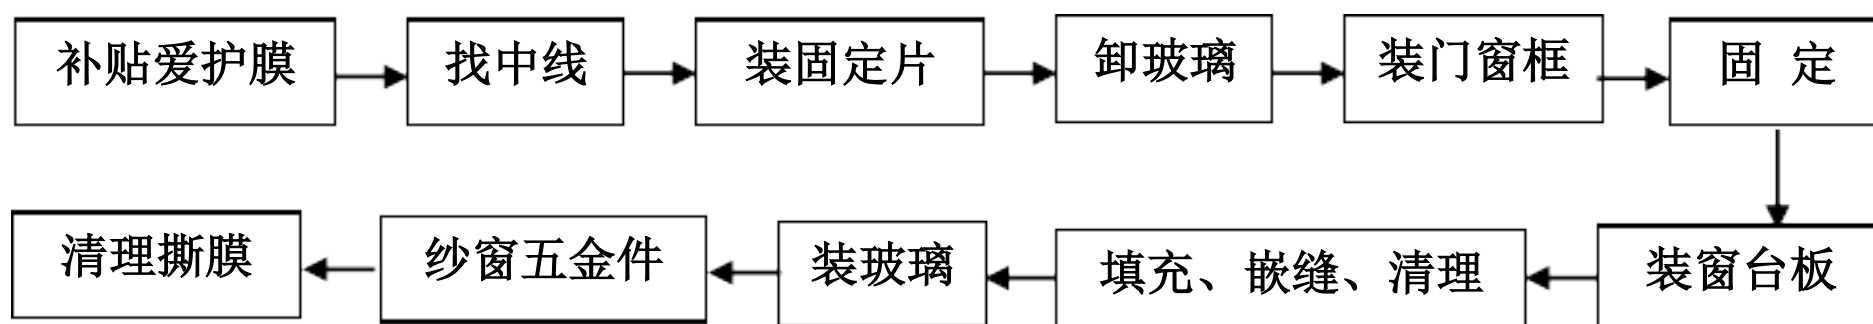 补贴爱护膜
找中线
装固定片
卸玻璃
装门窗框
固 定
装窗台板
填充、嵌缝、清理
装玻璃
纱窗五金件
清理撕膜